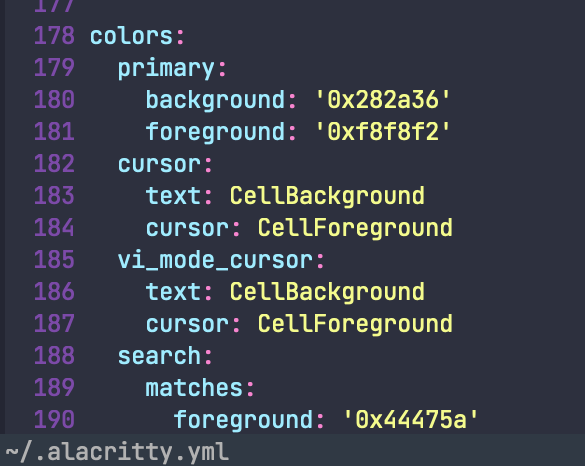 177
178 colors:
179   primary:
180     background: '0x282a36'
181     foreground: '0xf8f8f2'
182   cursor:
183     text: CellBackground
184     cursor: CellForeground
185   vi_mode_cursor:
186     text: CellBackground
187     cursor: CellForeground
188   search:
189     matches:
190       foreground: '0x44475a'
~/.alacritty.yml